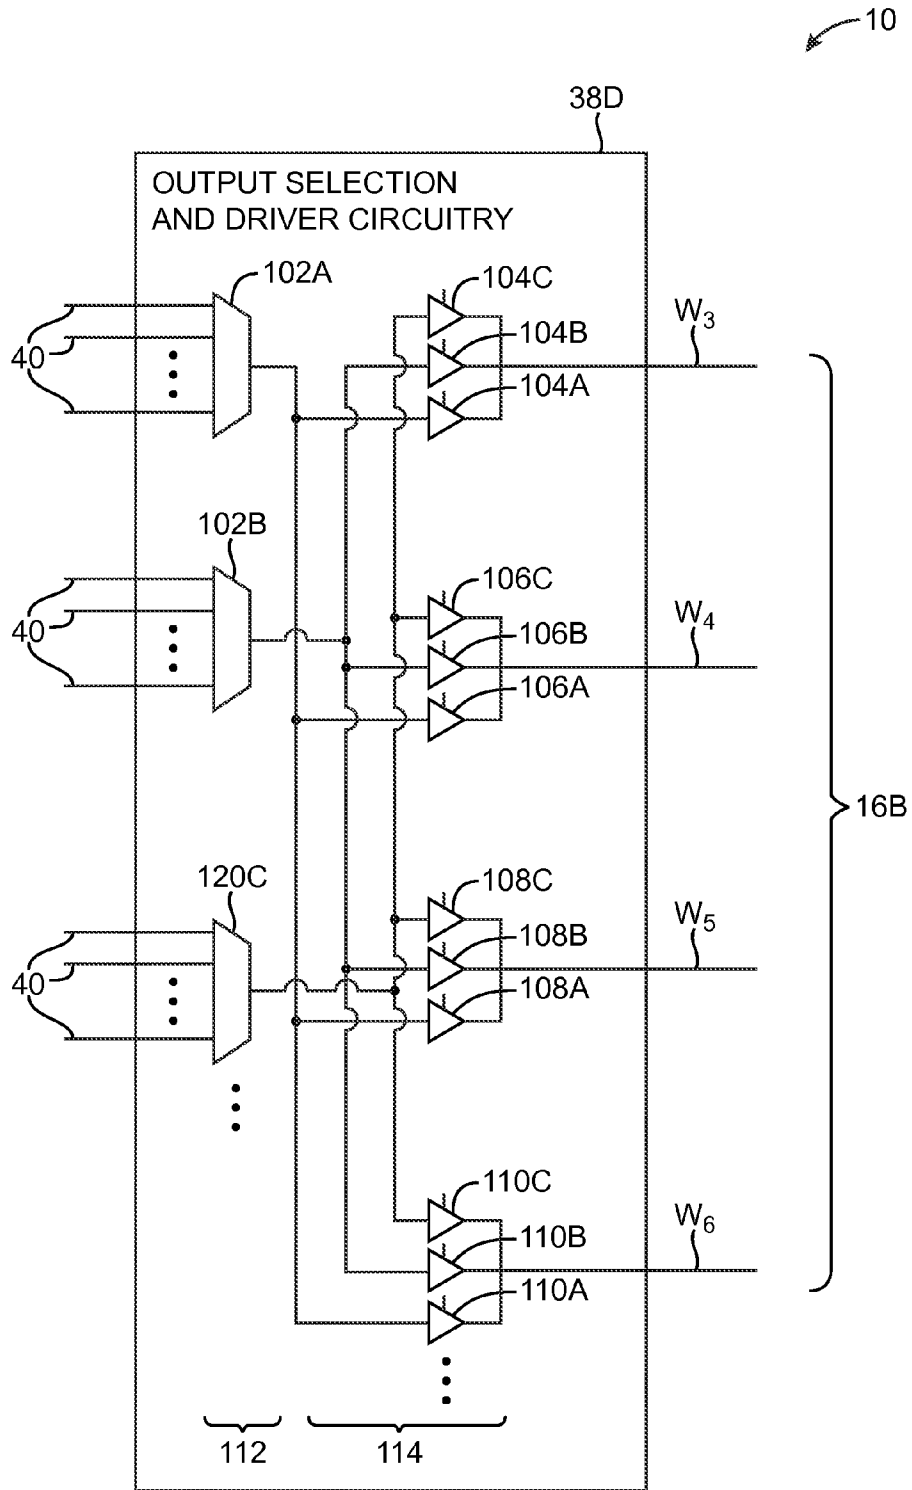 10
38D
OUTPUT SELECTION
AND DRIVER CIRCUITRY
102A
104C
W3
40
104B
104A
102B
106C
W4
40
106B
106A
16B
120C
108C
W5
108B
40
108A
110C
W6
110B
110A
112
114